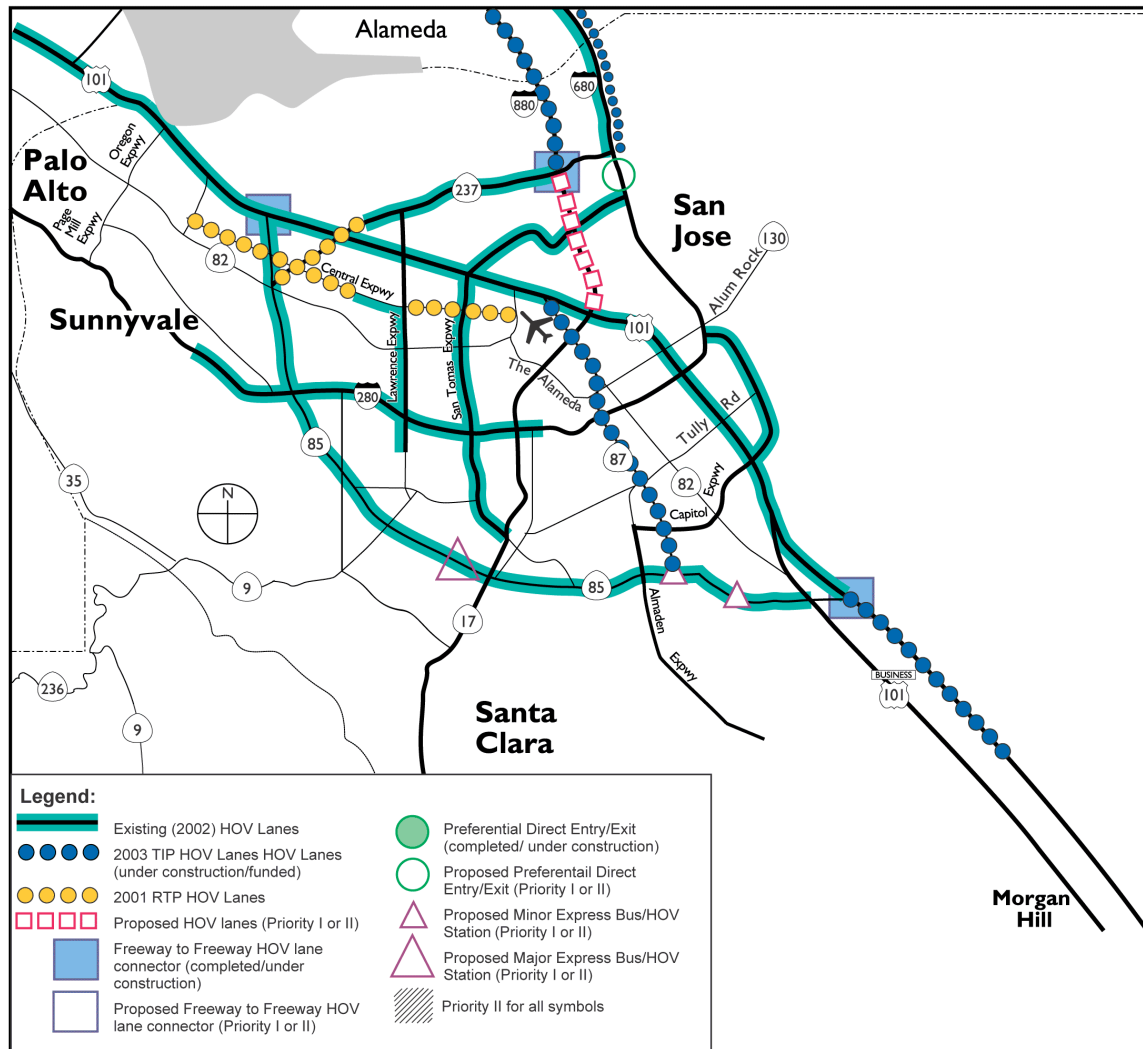 Alameda
101
880
680
Oregon
Expwy
Palo
Alto
Page
Mill
Expwy
237
San
Jose
130
Alum Rock
82
Central Expwy
Sunnyvale
Lawrence Expwy
San Tomas Expwy
101
The Alameda
280
Tully Rd
85
87
82
Capitol
Expwy
35
N
9
85
Almaden
Expwy
17
236
9
BUSINESS
101
Santa
Clara
Morgan
Hill
Legend:
Existing (2002) HOV Lanes
2003 TIP HOV Lanes HOV Lanes
(under construction/funded)
2001 RTP HOV Lanes
Proposed HOV lanes (Priority I or II)
Freeway to Freeway HOV lane
connector (completed/under
construction)
Proposed Freeway to Freeway HOV
lane connector (Priority I or II)
Preferential Direct Entry/Exit
(completed/ under construction)
Proposed Preferentail Direct
Entry/Exit (Priority I or II)
Proposed Minor Express Bus/HOV
Station (Priority I or II)
Proposed Major Express Bus/HOV
Station (Priority I or II)
Priority II for all symbols